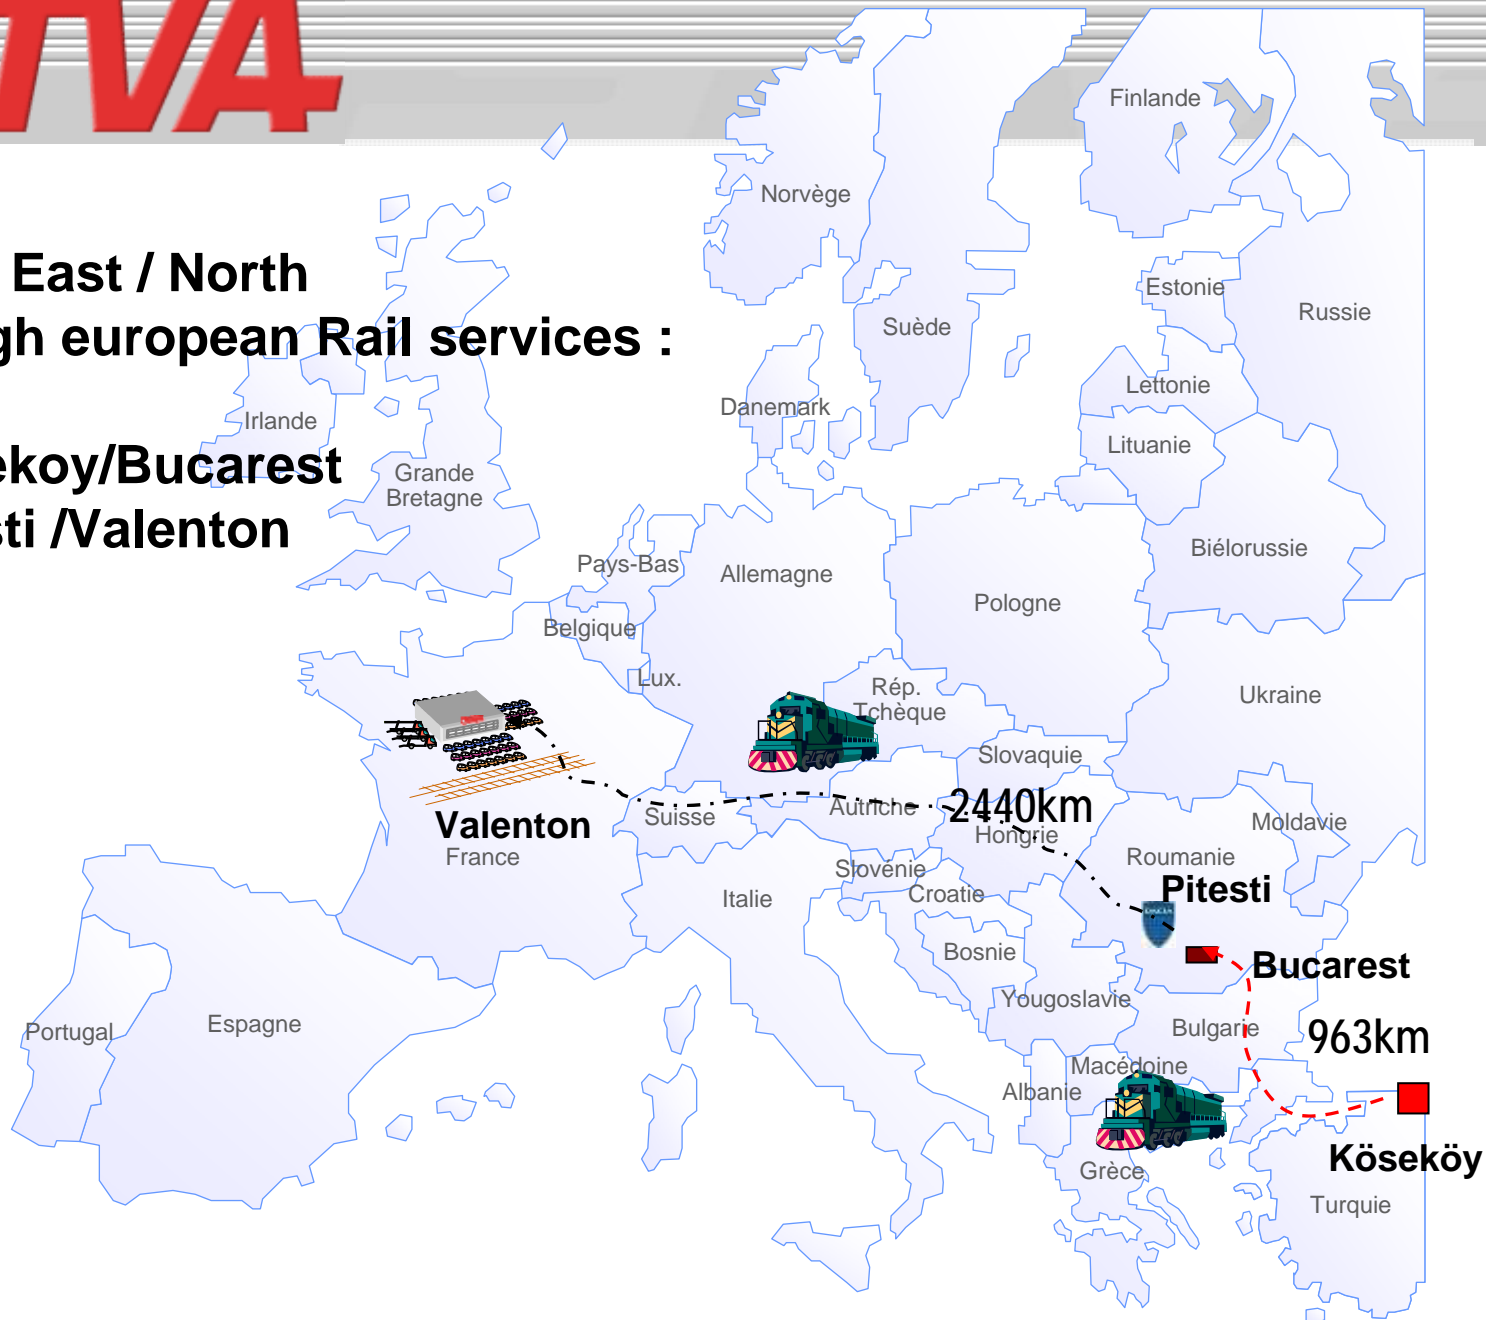 TVA
East / North
gh european Rail services :
ekoy/Bucarest
sti /Valenton
Finlande
Norvège
Suède
Estonie
Russie
Lettonie
Lituanie
Danemark
Irlande
Grande
Bretagne
Biélorussie
Pays-Bas
Allemagne
Pologne
Belgique
Lux.
Rép.
Tchèque
Ukraine
Slovaquie
2440km
Autriche
Hongrie
Moldavie
Suisse
Valenton
France
Roumanie
Pitesti
Slovénie
Croatie
Italie
Bosnie
Bucarest
Yougoslavie
Bulgarie
963km
Portugal
Espagne
Macédoine
Albanie
Grèce
Köseköy
Turquie